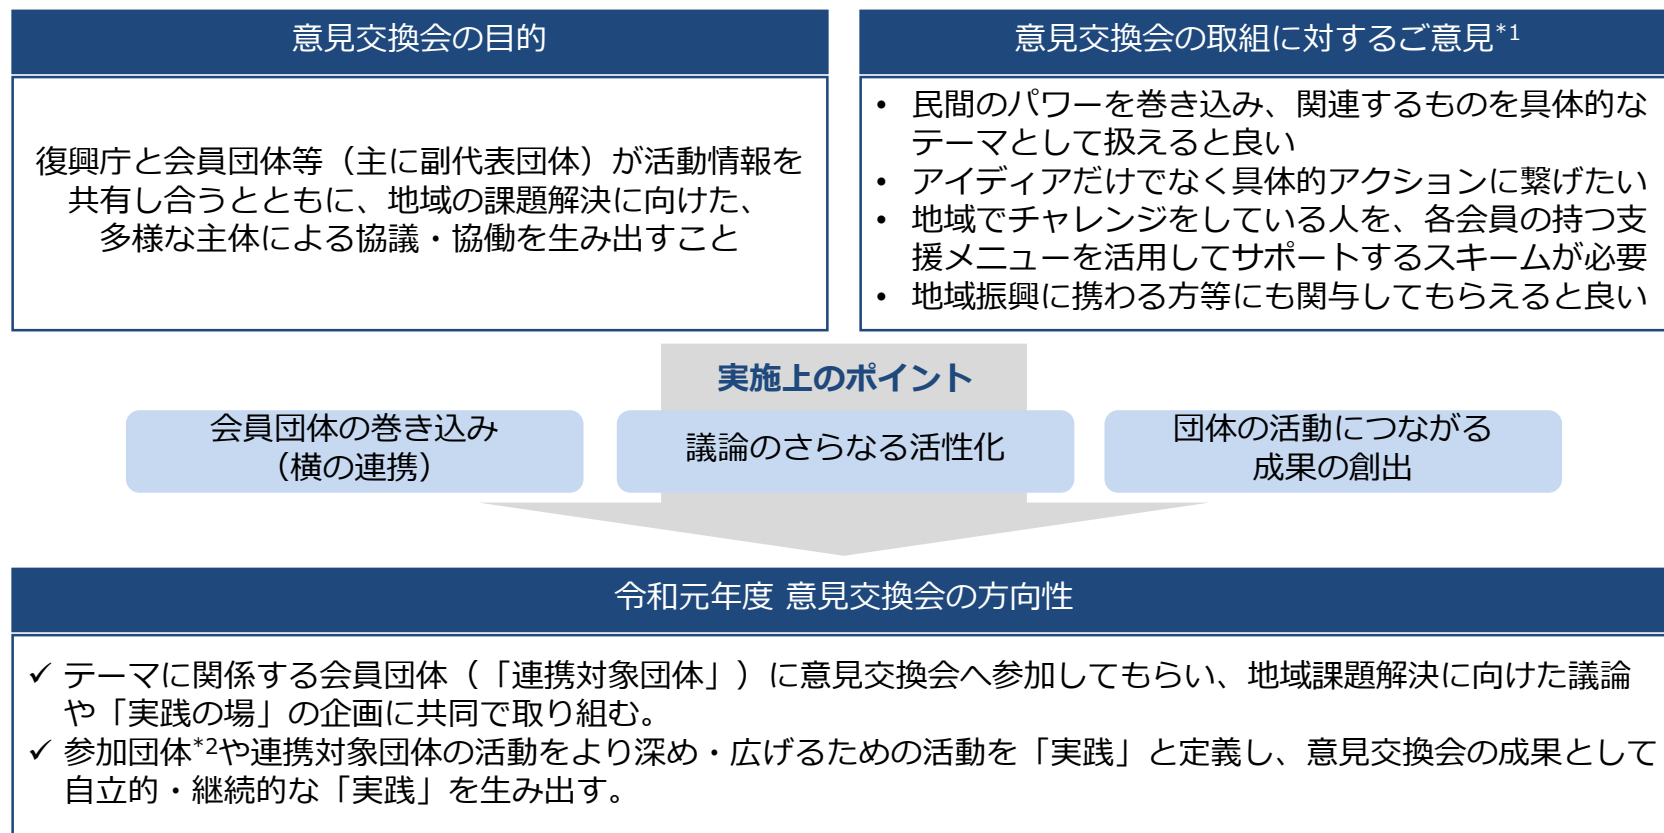 意見交換会の目的
復興庁と会員団体等（主に副代表団体）が活動情報を
共有し合うとともに、地域の課題解決に向けた、
多様な主体による協議・協働を生み出すこと
意見交換会の取組に対するご意見*1
• 民間のパワーを巻き込み、関連するものを具体的な
テーマとして扱えると良い
• アイディアだけでなく具体的アクションに繋げたい
• 地域でチャレンジをしている人を、各会員の持つ支
援メニューを活用してサポートするスキームが必要
• 地域振興に携わる方等にも関与してもらえると良い
実施上のポイント
会員団体の巻き込み
（横の連携）
議論のさらなる活性化
団体の活動につながる
成果の創出
令和元年度 意見交換会の方向性
✓ テーマに関係する会員団体（「連携対象団体」）に意見交換会へ参加してもらい、地域課題解決に向けた議論
や「実践の場」の企画に共同で取り組む。
✓ 参加団体*2や連携対象団体の活動をより深め・広げるための活動を「実践」と定義し、意見交換会の成果として
自立的・継続的な「実践」を生み出す。